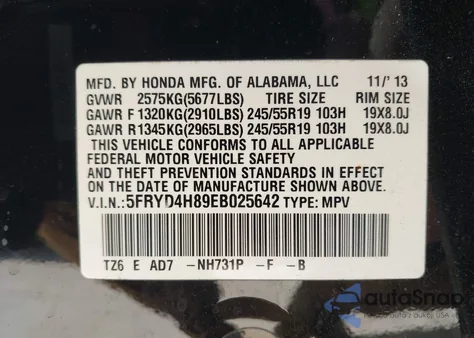 MFD. BY HONDA MFG. OF ALABAMA, LLC 11/'13
GVWR 2575KG(5677LBS) TIRE SIZE RIM SIZE
GAWR F 1320KG(2910LBS) 245/55R19 103H 19X8.0J
GAWR R1345KG(2965LBS) 245/55R19 103H 19X8.0J
THIS VEHICLE CONFORMS TO ALL APPLICABLE
FEDERAL MOTOR VEHICLE SAFETY
AND THEFT PREVENTION STANDARDS IN EFFECT
ON THE DATE OF MANUFACTURE SHOWN ABOVE.
V.I.N.:5FRYD4H89EB025642 TYPE: MPV
TZ6 E AD7 -NH731P -F -B
autoSnap